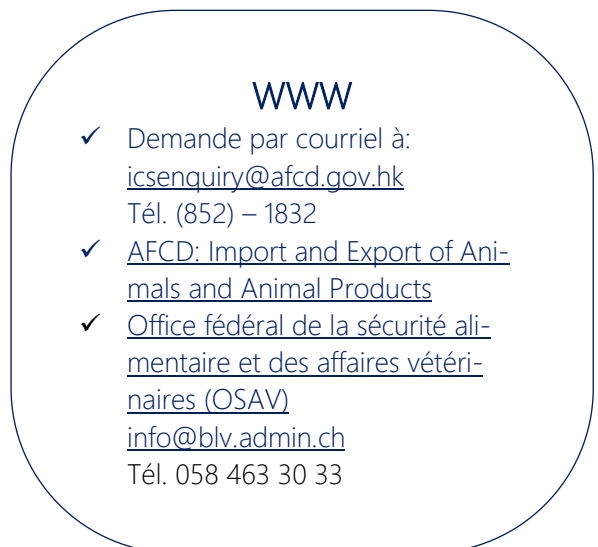 WWW
✓ Demande par courriel à:
icsenquiry@afcd.gov.hk
Tél. (852) – 1832
✓ AFCD: Import and Export of Ani-
mals and Animal Products
✓ Office fédéral de la sécurité ali-
mentaire et des affaires vétéri-
naires (OSAV)
info@blv.admin.ch
Tél. 058 463 30 33